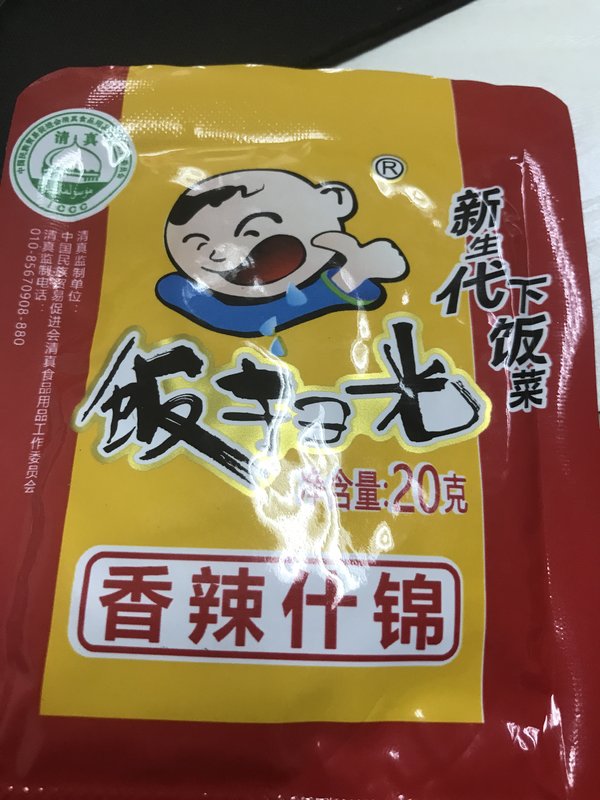 清真
ICCC
清真监制单位:
中国民族贸易促进会清真食品用品工作委员会
清真监制电话:
010-85670908-880
®
新生代
下饭菜
饭扫光
净含量:20克
香辣什锦